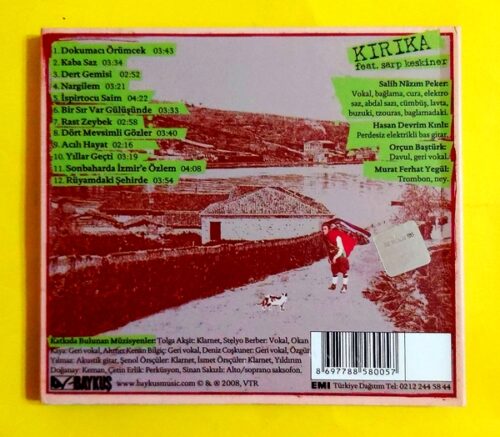 1. Dokumacı Örümcek 03:43
2. Kaba Saz 03:34
3. Dert Gemisi 02:52
4. Nargilem 03:21
5. İspirtocu Saim 04:22
6. Bir Sır Var Gülüşünde 03:33
7. Rast Zeybek 02:58
8. Dört Mevsimli Gözler 03:40
9. Acılı Hayat 02:16
10. Yıllar Geçti 03:19
11. Sonbaharda İzmir'e Özlem 04:08
12. Rüyamdaki Şehirde 03:54
KIRIKA
feat. sarp keskiner
Salih Nâzım Peker:
Vokal, bağlama, cura, elektro
saz, abdal sazı, cümbüş, lavta,
buzuki, tzouras, baglamadaki.
Hasan Devrim Kınlı:
Perdesiz elektrikli bas gitar.
Orçun Baştürk:
Davul, geri vokal.
Murat Ferhat Yegül:
Trombon, ney.
Katkıda Bulunan Müzisyenler: Tolga Akşit: Klarnet, Stelyo Berber: Vokal, Okan
Kaya: Geri vokal, Ahmet Kenan Bilgiç: Geri vokal, Deniz Coşkuner: Geri vokal, Özgür
Yılmaz: Akustik gitar, Şenol Örsçüler: Klarnet, İsmet Örsçüler: Klarnet, Yıldırım
Doğanay: Keman, Çetin Erlik: Perküsyon, Sinan Sakızlı: Alto/soprano saksofon.
BAYKUŞ
www.baykusmusic.com © & ℗ 2008, VTR
EMI Türkiye Dağıtım Tel: 0212 244 58 44
8 697788 580057